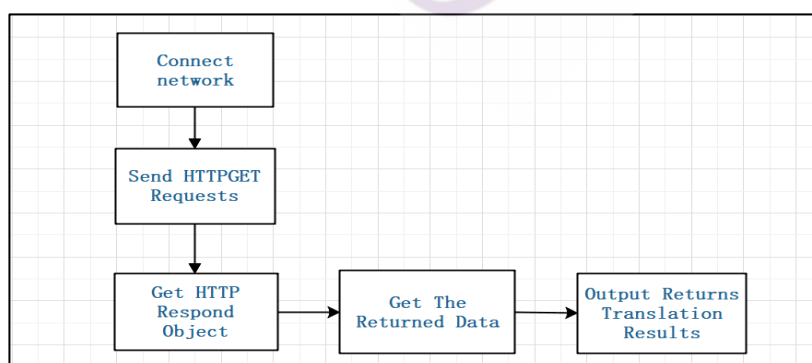 Connect
network
Send HTTPGET
Requests
Get HTTP
Respond
Object
Get The
Returned Data
Output Returns
Translation
Results